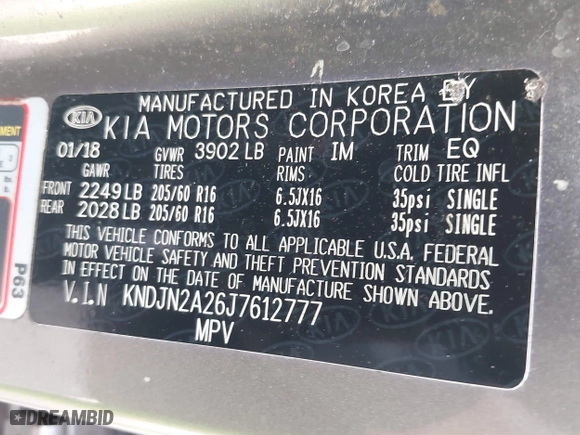 MANUFACTURED IN KOREA BY
KIA KIA MOTORS CORPORATION
01/18 GVWR 3902 LB PAINT IM TRIM EQ
GAWR TIRES RIMS COLD TIRE INFL
FRONT 2249 LB 205/60 R16 6.5JX16 35psi SINGLE
REAR 2028 LB 205/60 R16 6.5JX16 35psi SINGLE
THIS VEHICLE CONFORMS TO ALL APPLICABLE U.S.A. FEDERAL
MOTOR VEHICLE SAFETY AND THEFT PREVENTION STANDARDS
IN EFFECT ON THE DATE OF MANUFACTURE SHOWN ABOVE.
V.I.N KNDJN2A26J7612777
MPV
P63
DREAMBID